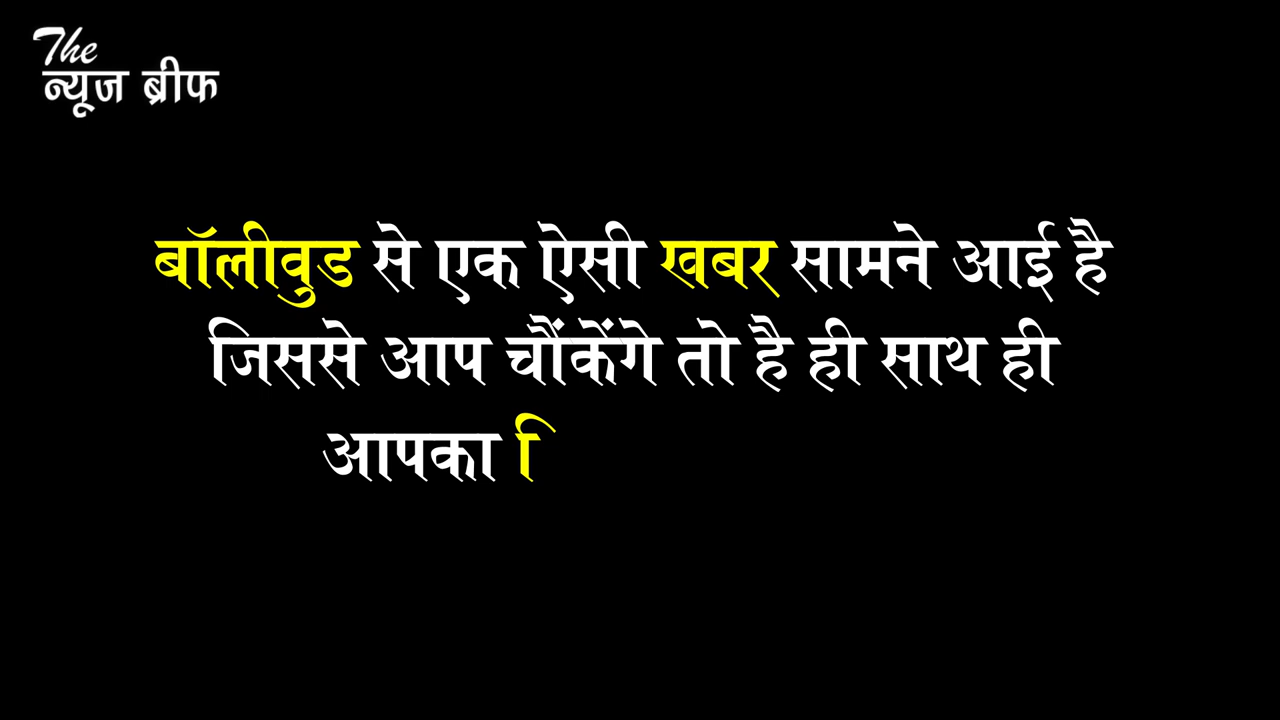 The
न्यूज ब्रीफ
बॉलीवुड से एक ऐसी खबर सामने आई है
जिससे आप चौंकेंगे तो है ही साथ ही
आपका ि